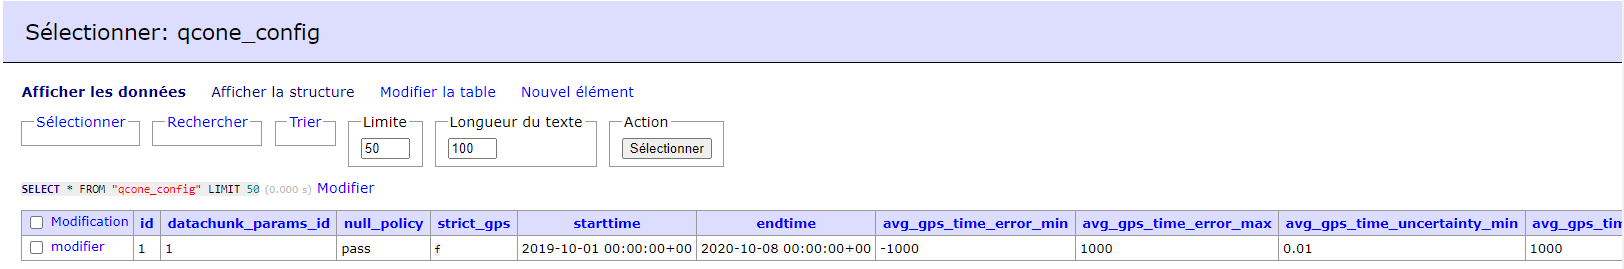 Sélectionner: qcone_config
Afficher les données Afficher la structure Modifier la table Nouvel élément
Sélectionner Rechercher Trier Limite Longueur du texte Action
50 100 Sélectionner
SELECT * FROM "qcone_config" LIMIT 50 (0.000 s) Modifier
Modification id datachunk_params_id null_policy strict_gps starttime endtime avg_gps_time_error_min avg_gps_time_error_max avg_gps_time_uncertainty_min avg_gps_tim
modifier 1 1 pass f 2019-10-01 00:00:00+00 2020-10-08 00:00:00+00 -1000 1000 0.01 1000